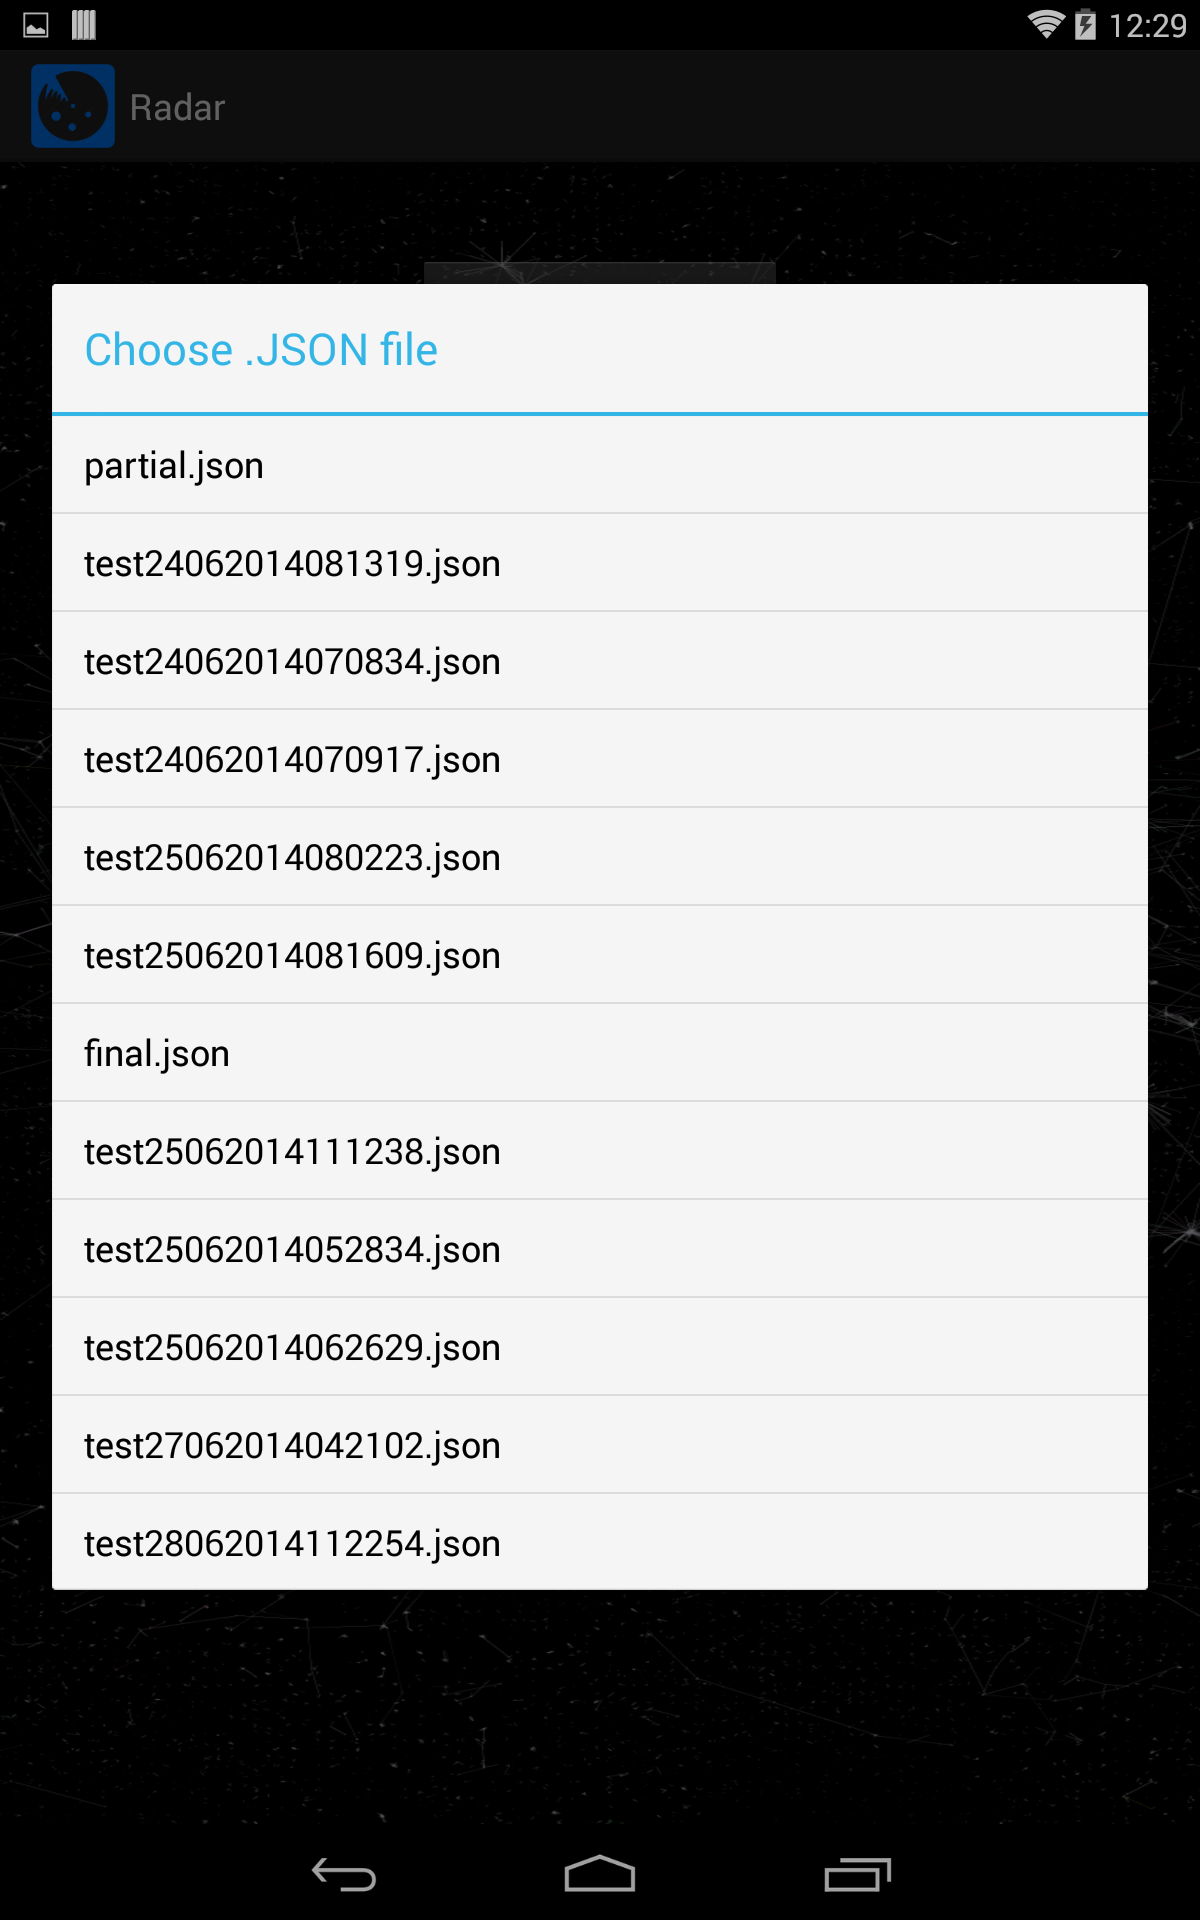 12:29
Radar
Choose .JSON file
partial.json
test24062014081319.json
test24062014070834.json
test24062014070917.json
test25062014080223.json
test25062014081609.json
final.json
test25062014111238.json
test25062014052834.json
test25062014062629.json
test27062014042102.json
test28062014112254.json